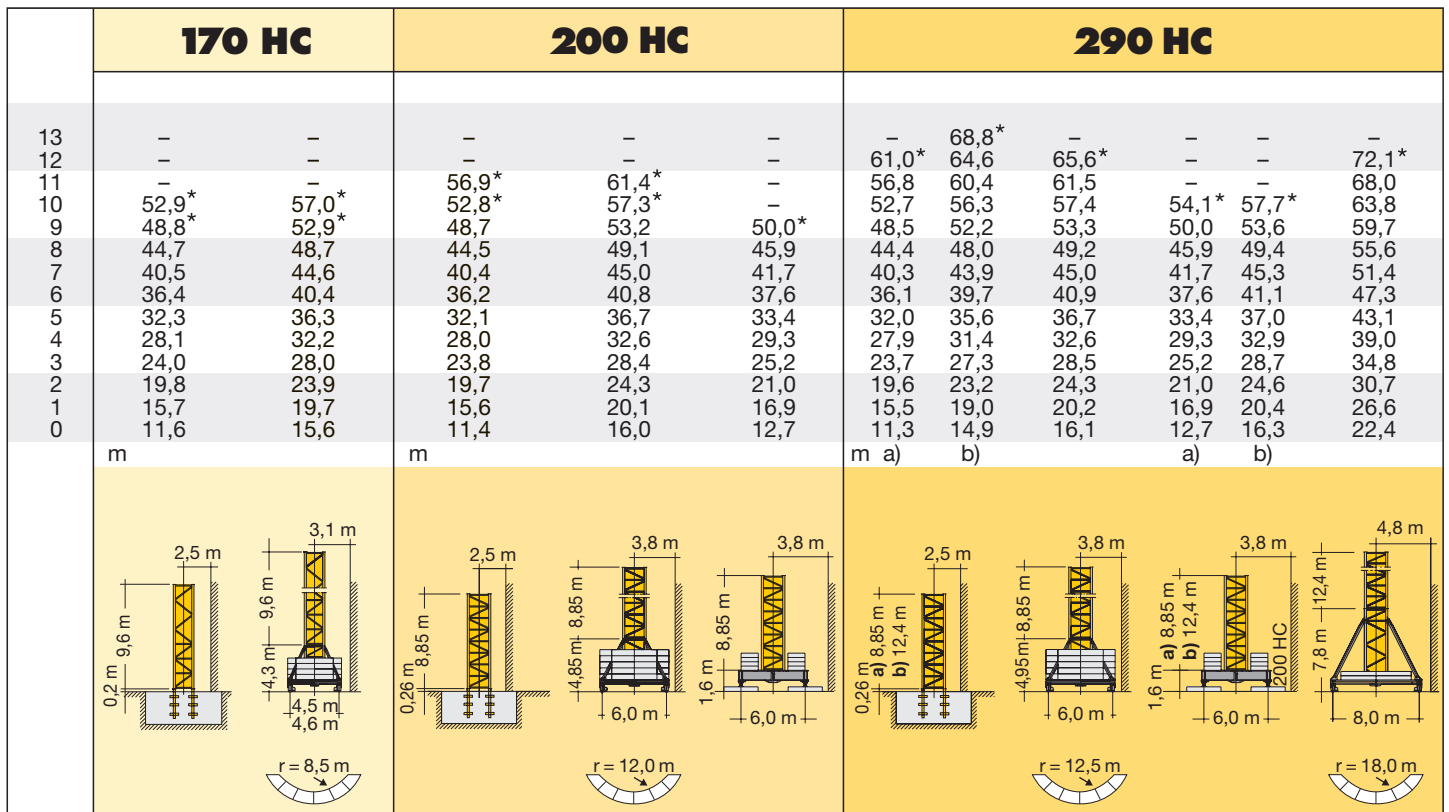 170 HC 200 HC 290 HC
13 – – – – – – 68,8* – – – –
12 – – – – – 61,0* 64,6 65,6* – – 72,1*
11 – – 56,9* 61,4* – 56,8 60,4 61,5 – – 68,0
10 52,9* 57,0* 52,8* 57,3* – 52,7 56,3 57,4 54,1* 57,7* 63,8
9 48,8* 52,9* 48,7 53,2 50,0* 48,5 52,2 53,3 50,0 53,6 59,7
8 44,7 48,7 44,5 49,1 45,9 44,4 48,0 49,2 45,9 49,4 55,6
7 40,5 44,6 40,4 45,0 41,7 40,3 43,9 45,0 41,7 45,3 51,4
6 36,4 40,4 36,2 40,8 37,6 36,1 39,7 40,9 37,6 41,1 47,3
5 32,3 36,3 32,1 36,7 33,4 32,0 35,6 36,7 33,4 37,0 43,1
4 28,1 32,2 28,0 32,6 29,3 27,9 31,4 32,6 29,3 32,9 39,0
3 24,0 28,0 23,8 28,4 25,2 23,7 27,3 28,5 25,2 28,7 34,8
2 19,8 23,9 19,7 24,3 21,0 19,6 23,2 24,3 21,0 24,6 30,7
1 15,7 19,7 15,6 20,1 16,9 15,5 19,0 20,2 16,9 20,4 26,6
0 11,6 15,6 11,4 16,0 12,7 11,3 14,9 16,1 12,7 16,3 22,4
m m m a) b) a) b)
2,5 m
9,6 m
0,2 m
3,1 m
9,6 m
4,3 m
4,5 m
4,6 m
r = 8,5 m
2,5 m
8,85 m
0,26 m
3,8 m
8,85 m
4,85 m
6,0 m
r = 12,0 m
3,8 m
8,85 m
1,6 m
6,0 m
2,5 m
a) 8,85 m
b) 12,4 m
0,26 m
3,8 m
8,85 m
4,95 m
6,0 m
r = 12,5 m
3,8 m
a) 8,85 m
b) 12,4 m
1,6 m
200 HC
6,0 m
4,8 m
12,4 m
7,8 m
8,0 m
r = 18,0 m